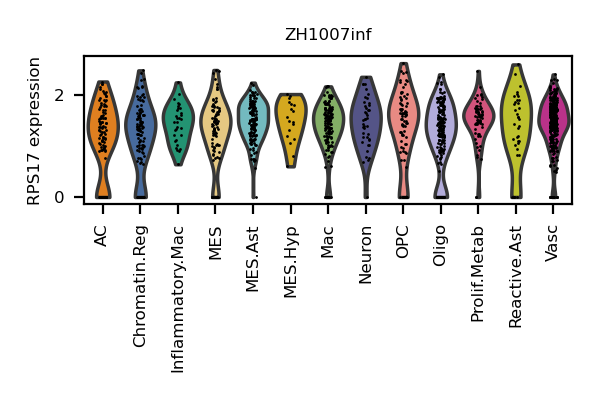 ZH1007inf
RPS17 expression
2
0
AC
Chromatin.Reg
Inflammatory.Mac
MES
MES.Ast
MES.Hyp
Mac
Neuron
OPC
Oligo
Prolif.Metab
Reactive.Ast
Vasc